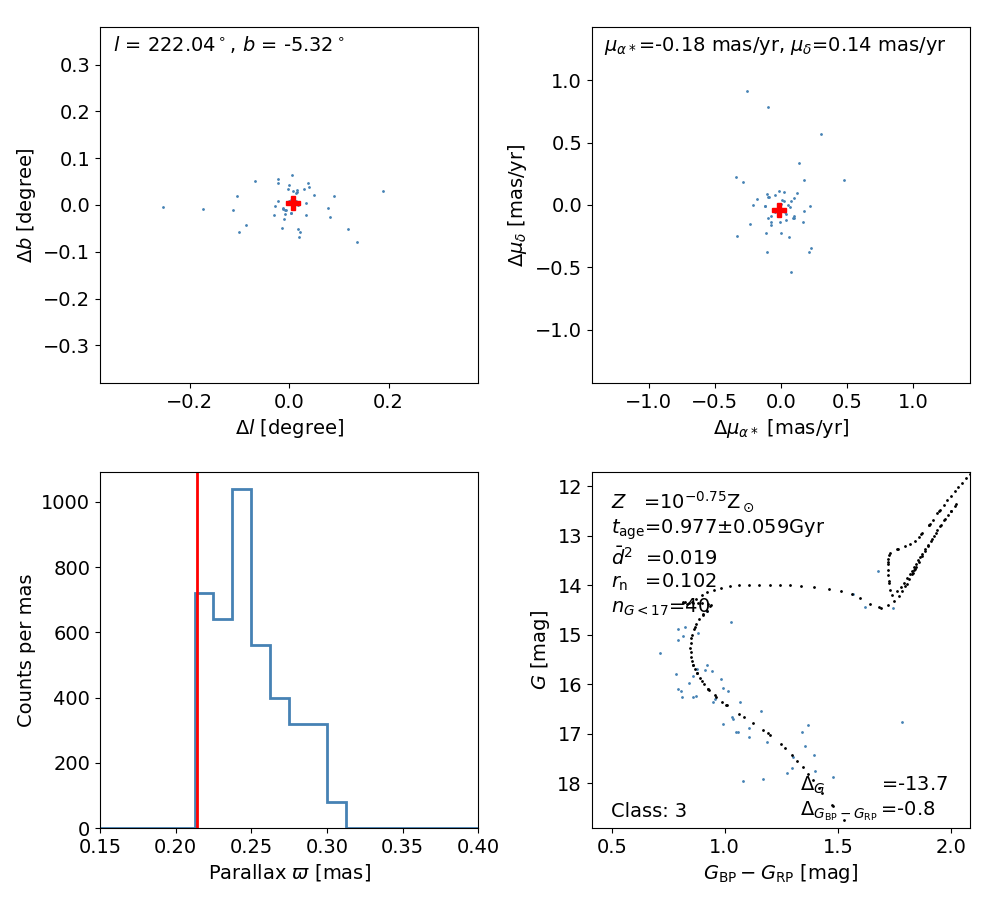 l = 222.04°, b = -5.32°
0.3
0.2
0.1
0.0
−0.1
−0.2
−0.3
Δb [degree]
−0.2 0.0 0.2
Δl [degree]
μα*=-0.18 mas/yr, μδ=0.14 mas/yr
1.0
0.5
0.0
−0.5
−1.0
Δμδ [mas/yr]
−1.0 −0.5 0.0 0.5 1.0
Δμα* [mas/yr]
1000
800
600
400
200
0
Counts per mas
0.15 0.20 0.25 0.30 0.35 0.40
Parallax ϖ [mas]
Z =10^−0.75 Z⊙
t_age=0.977±0.059Gyr
d̄² =0.019
r_n =0.102
n_G<17=40
12
13
14
15
16
17
18
G [mag]
Δ_G =-13.7
Δ_GBP−GRP =-0.8
Class: 3
0.5 1.0 1.5 2.0
G_BP − G_RP [mag]